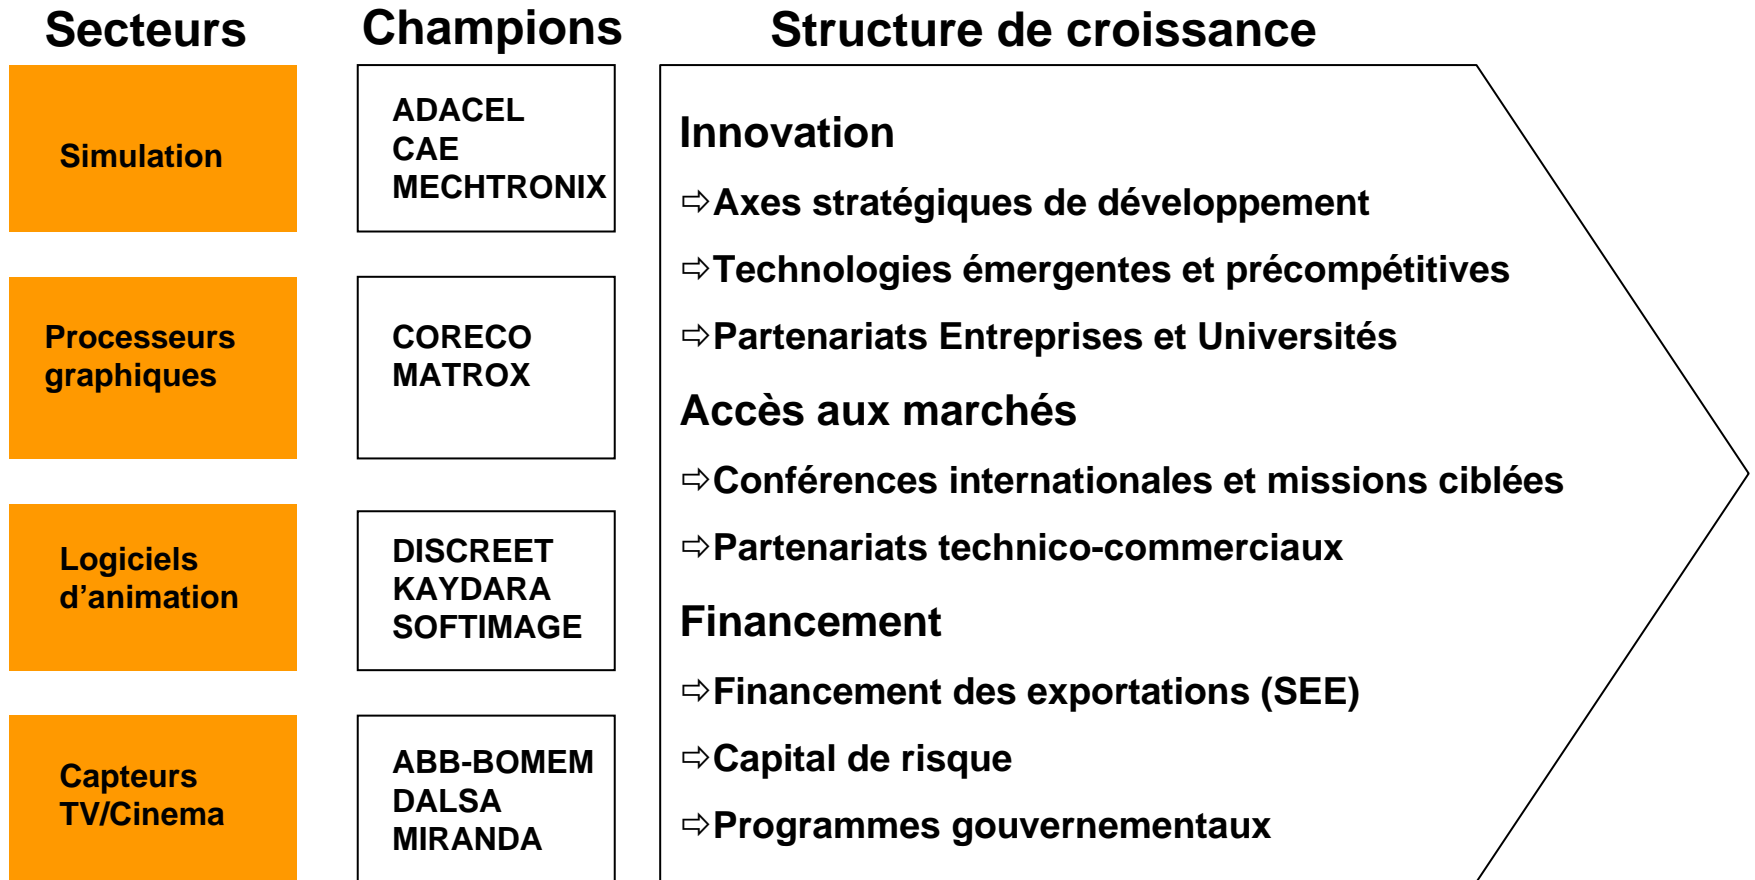 Secteurs
Champions
Structure de croissance
Simulation
ADACEL
CAE
MECHTRONIX
Processeurs
graphiques
CORECO
MATROX
Logiciels
d’animation
DISCREET
KAYDARA
SOFTIMAGE
Capteurs
TV/Cinema
ABB-BOMEM
DALSA
MIRANDA
Innovation
⇨Axes stratégiques de développement
⇨Technologies émergentes et précompétitives
⇨Partenariats Entreprises et Universités
Accès aux marchés
⇨Conférences internationales et missions ciblées
⇨Partenariats technico-commerciaux
Financement
⇨Financement des exportations (SEE)
⇨Capital de risque
⇨Programmes gouvernementaux